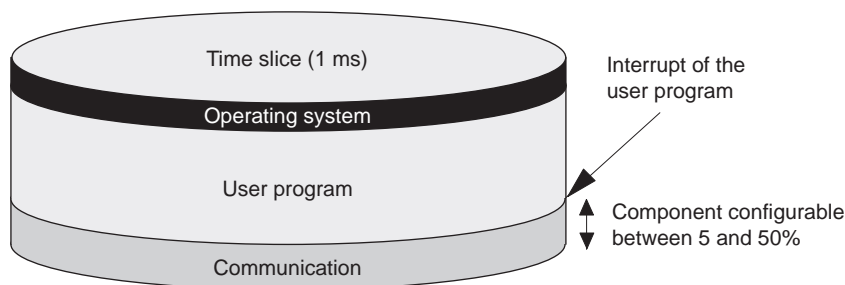 Time slice (1 ms)
Interrupt of the
user program
Operating system
User program
Component configurable
between 5 and 50%
Communication